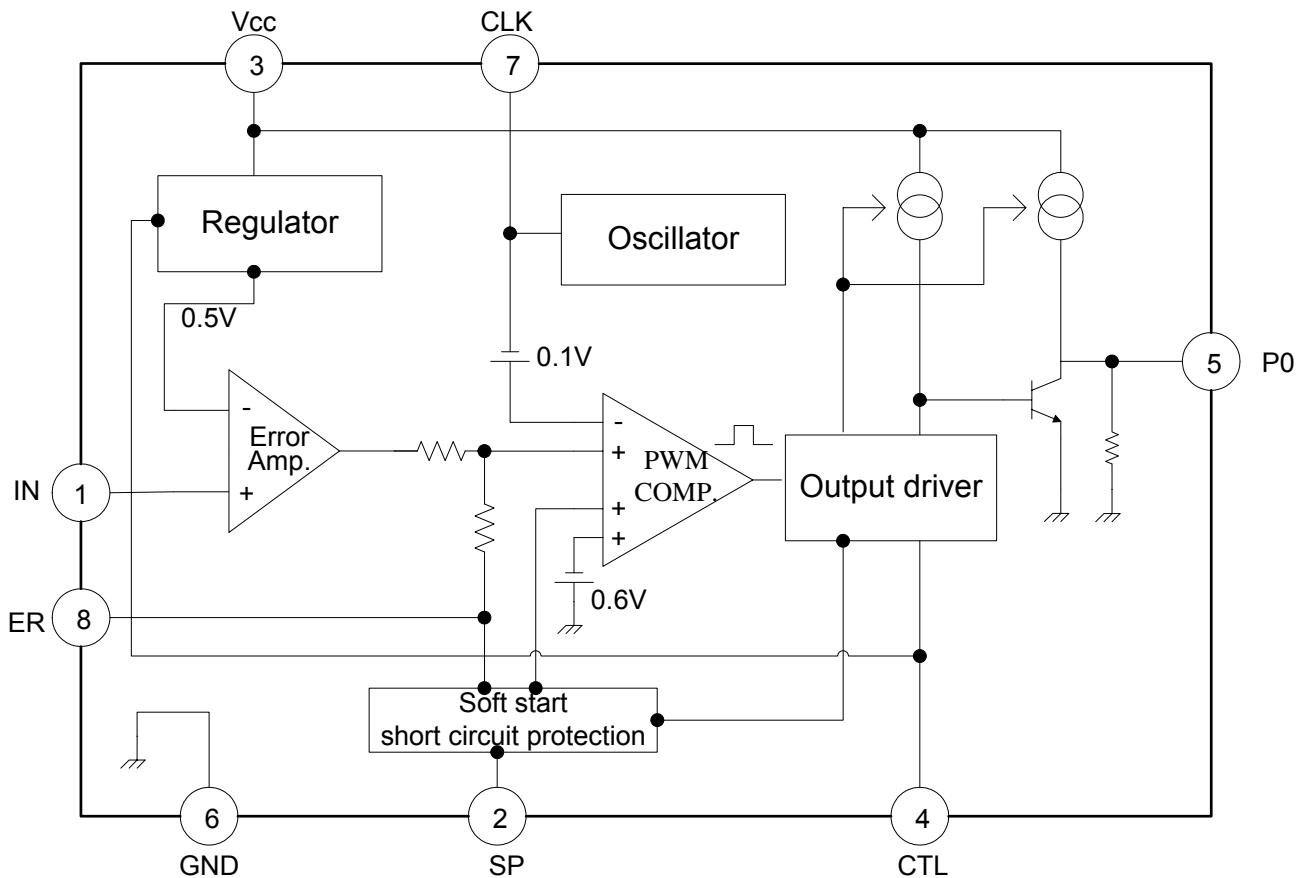 Vcc
CLK
3
7
Regulator
Oscillator
0.5V
0.1V
5
P0
-
Error
Amp.
+
-
+
PWM
COMP.
+
+
Output driver
IN
1
0.6V
ER
8
Soft start
short circuit protection
6
2
4
GND
SP
CTL